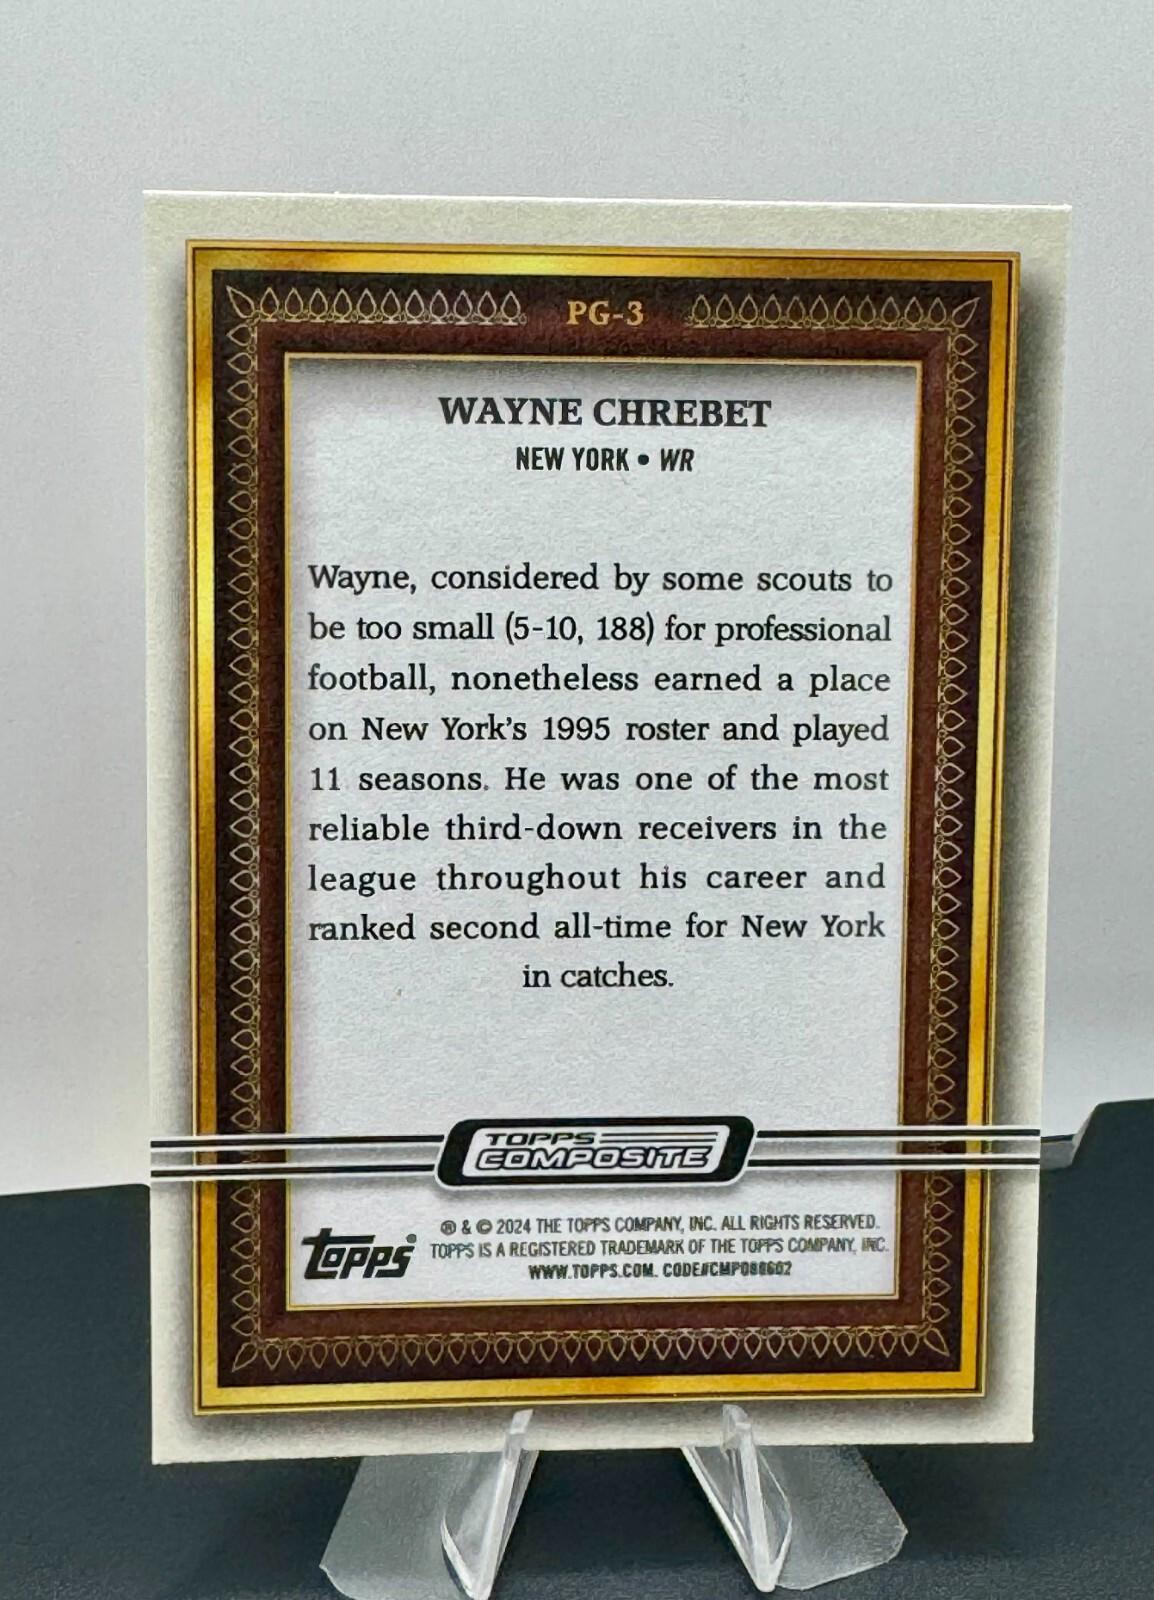 PG-3
WAYNE CHREBET
NEW YORK • WR
Wayne, considered by some scouts to
be too small (5-10, 188) for professional
football, nonetheless earned a place
on New York's 1995 roster and played
11 seasons. He was one of the most
reliable third-down receivers in the
league throughout his career and
ranked second all-time for New York
in catches.
TOPPS
COMPOSITE
topps
® & © 2024 THE TOPPS COMPANY, INC. ALL RIGHTS RESERVED.
TOPPS IS A REGISTERED TRADEMARK OF THE TOPPS COMPANY, INC.
WWW.TOPPS.COM.